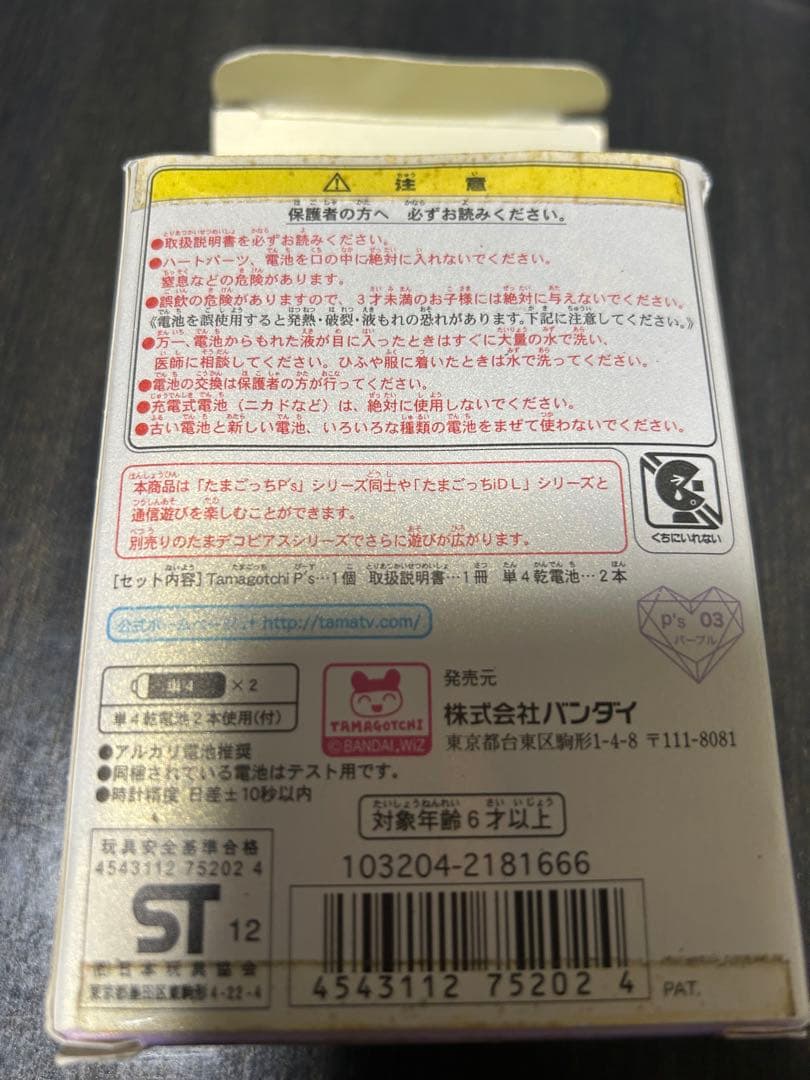 ⚠ 注意
保護者の方へ 必ずお読みください。
●取扱説明書を必ずお読みください。
●ハートパーツ、電池を口の中に絶対に入れないでください。
窒息などの危険があります。
●誤飲の危険がありますので、3才未満のお子様には絶対に与えないでください。
《電池を誤使用すると発熱・破裂・液もれの恐れがあります。下記に注意してください。》
●万一、電池からもれた液が目に入ったときはすぐに大量の水で洗い、
医師に相談してください。ひふや服に着いたときは水で洗ってください。
●電池の交換は保護者の方が行ってください。
●充電式電池（ニカドなど）は、絶対に使用しないでください。
●古い電池と新しい電池、いろいろな種類の電池をまぜて使わないでください。
本商品は「たまごっちP's」シリーズ同士や「たまごっちiDL」シリーズと
通信遊びを楽しむことができます。
別売りのたまデコピアスシリーズでさらに遊びが広がります。
くちにいれない
[セット内容] Tamagotchi P's…1個 取扱説明書…1冊 単4乾電池…2本
公式ホームページ http://tamatv.com/
p's 03
パープル
単4 ×2
単4乾電池2本使用(付)
TAMAGOTCHI
©BANDAI,WiZ
発売元
株式会社バンダイ
東京都台東区駒形1-4-8 〒111-8081
●アルカリ電池推奨
●同梱されている電池はテスト用です。
●時計精度 日差±10秒以内
対象年齢6才以上
玩具安全基準合格
4543112 75202 4
ST 12
日本玩具協会
東京都墨田区東駒形4-22-4
103204-2181666
4543112 752024
PAT.